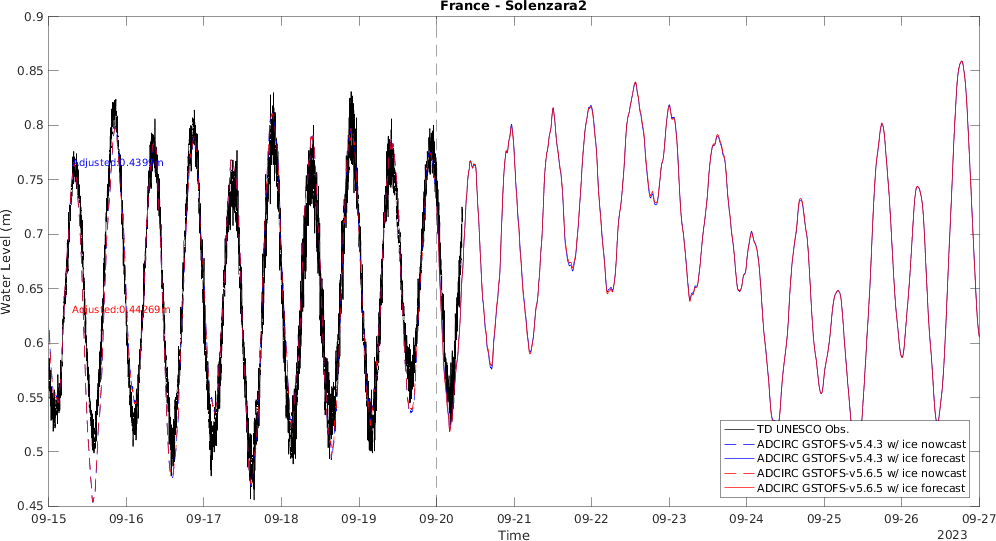 France - Solenzara2
0.9
0.85
0.8
0.75
0.7
0.65
0.6
0.55
0.5
0.45
Water Level (m)
Adjusted:0.4399m
Adjusted:0.44269m
TD UNESCO Obs.
ADCIRC GSTOFS-v5.4.3 w/ ice nowcast
ADCIRC GSTOFS-v5.4.3 w/ ice forecast
ADCIRC GSTOFS-v5.6.5 w/ ice nowcast
ADCIRC GSTOFS-v5.6.5 w/ ice forecast
09-15 09-16 09-17 09-18 09-19 09-20 09-21 09-22 09-23 09-24 09-25 09-26 09-27
Time
2023